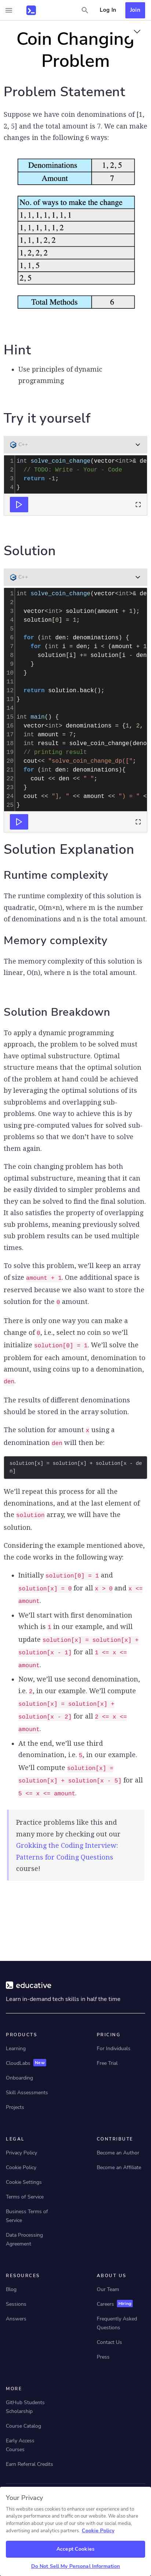 Log In
Join
Coin Changing
Problem
Problem Statement
Suppose we have coin denominations of [1,
2, 5] and the total amount is 7. We can make
changes in the following 6 ways:
Denominations 1, 2, 5
Amount 7
No. of ways to make the change
1, 1, 1, 1, 1, 1, 1
1, 1, 1, 1, 1, 2
1, 1, 1, 2, 2
1, 2, 2, 2
1, 1, 5
2, 5
Total Methods 6
Hint
Use principles of dynamic
programming
Try it yourself
C++
1 int solve_coin_change(vector<int>& de
2 // TODO: Write - Your - Code
3 return -1;
4 }
Solution
C++
1 int solve_coin_change(vector<int>& den
2
3 vector<int> solution(amount + 1);
4 solution[0] = 1;
5
6 for (int den: denominations) {
7 for (int i = den; i < (amount + 1
8 solution[i] += solution[i - den
9 }
10 }
11
12 return solution.back();
13 }
14
15 int main() {
16 vector<int> denominations = {1, 2,
17 int amount = 7;
18 int result = solve_coin_change(deno
19 // printing result
20 cout<< "solve_coin_change_dp([";
21 for (int den: denominations){
22 cout << den << " ";
23 }
24 cout << "], " << amount << ") = " <
25 }
Solution Explanation
Runtime complexity
The runtime complexity of this solution is
quadratic, O(m∗n), where m is the number
of denominations and n is the total amount.
Memory complexity
The memory complexity of this solution is
linear, O(n), where n is the total amount.
Solution Breakdown
To apply a dynamic programming
approach, the problem to be solved must
have an optimal substructure. Optimal
structure means that it can be solved by
leveraging the optimal solutions of its
subproblems and overlapping sub-
problems. One way to achieve this is by
using pre-computed values for solved sub-
problems so that we don't have to solve
them again.
The coin changing problem has both
optimal substructure, meaning that it can
be easily divided to simpler problems and
solutions of those to find the final solution.
It also satisfies the property of overlapping
solutions, meaning previously solved sub-
problem results can be used multiple
times.
To solve this problem, we'll keep an array
of size amount + 1. One additional space is
reserved because we also want to store the
solution for the 0 amount.
There is only one way you can make a
change of 0, i.e., select no coin so we'll
initialize solution[0] = 1. We'll solve the
problem for each amount, denomination to
amount, using coins up to a denomination,
den.
The results of different denominations
should be stored in the array solution.
The solution for amount x using a
denomination den will then be:
solution[x] = solution[x] + solution[x - de
n]
We'll repeat this process for all the
denominations, and at the last element of
the solution array, we will have the
solution.
Considering the example mentioned above,
the code works in the following way:
Initially solution[0] = 1 and
solution[x] = 0 for all x > 0 and x <=
amount.
We'll start with first denomination
which is 1 in our example, and will
update solution[x] = solution[x] +
solution[x - 1] for all 1 <= x <=
amount.
Now, we'll use second denomination,
i.e. 2, in our example. We'll compute
solution[x] = solution[x] +
solution[x - 2] for all 2 <= x <=
amount.
At the end, we'll use third
denomination, i.e. 5, in our example.
We'll compute solution[x] =
solution[x] + solution[x - 5] for all
5 <= x <= amount.
Practice problems like this and
many more by checking out our
Grokking the Coding Interview:
Patterns for Coding Questions
course!
educative
Learn in-demand tech skills in half the time
PRODUCTS
Learning
CloudLabs New
Onboarding
Skill Assessments
Projects
PRICING
For Individuals
Free Trial
LEGAL
Privacy Policy
Cookie Policy
Cookie Settings
Terms of Service
Business Terms of
Service
Data Processing
Agreement
CONTRIBUTE
Become an Author
Become an Affiliate
RESOURCES
Blog
Sessions
Answers
ABOUT US
Our Team
Careers Hiring
Frequently Asked
Questions
Contact Us
Press
MORE
GitHub Students
Scholarship
Course Catalog
Early Access
Courses
Earn Referral Credits
Your Privacy
We and third parties, use cookies to enhance and
analyze your experience and traffic on our website. We
also share information about your use of our site and
may sell your personal data with our social media,
advertising and analytics partners. Cookie Policy
Accept Cookies
Do Not Sell My Personal Information